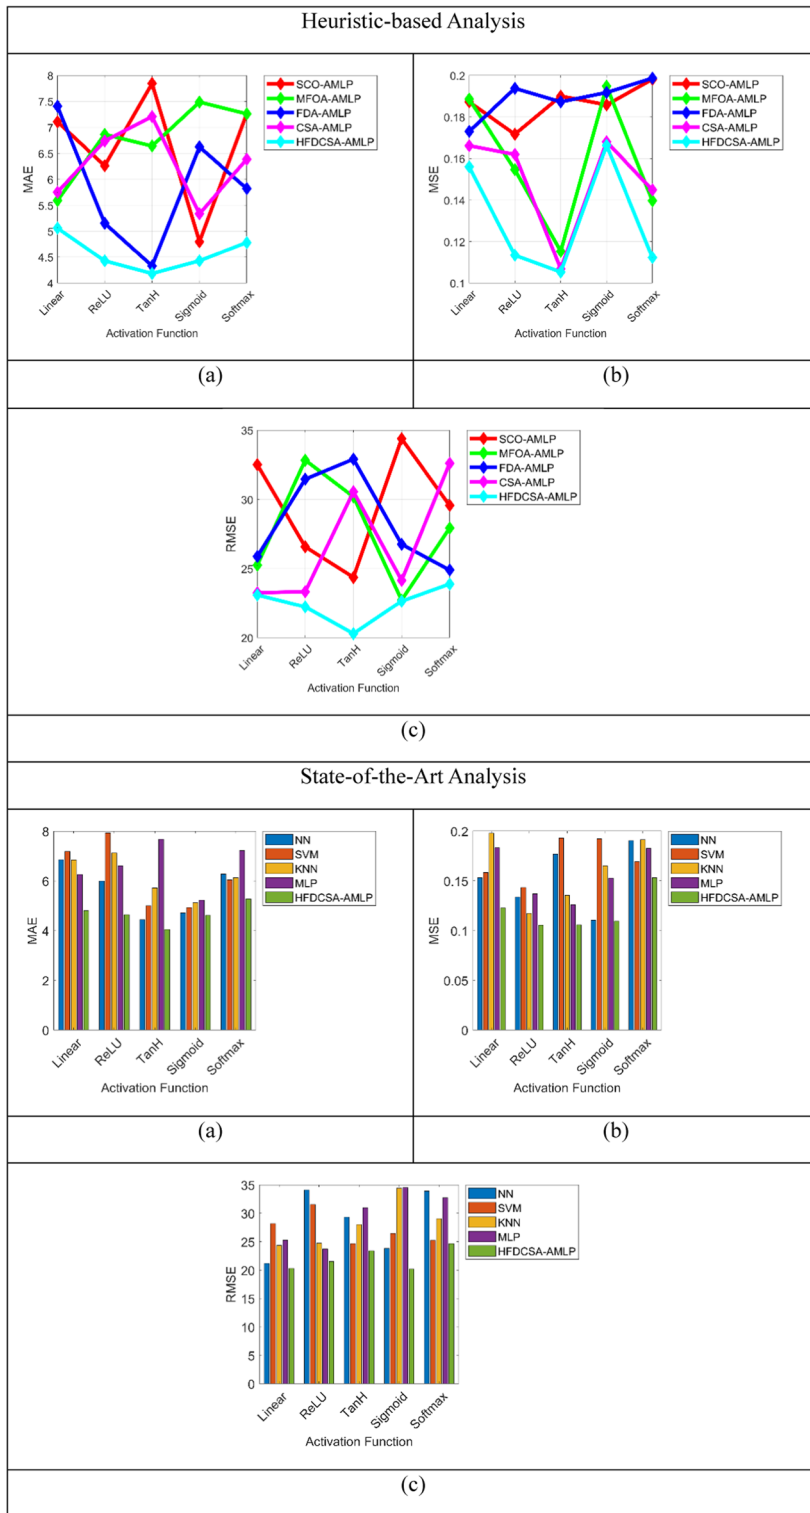 Heuristic-based Analysis
8
7.5
7
6.5
6
5.5
5
4.5
4
MAE
Linear
ReLU
TanH
Sigmoid
Softmax
Activation Function
SCO-AMLP
MFOA-AMLP
FDA-AMLP
CSA-AMLP
HFDCSA-AMLP
0.2
0.18
0.16
0.14
0.12
0.1
MSE
Linear
ReLU
TanH
Sigmoid
Softmax
Activation Function
SCO-AMLP
MFOA-AMLP
FDA-AMLP
CSA-AMLP
HFDCSA-AMLP
(a)
(b)
35
30
25
20
RMSE
Linear
ReLU
TanH
Sigmoid
Softmax
Activation Function
SCO-AMLP
MFOA-AMLP
FDA-AMLP
CSA-AMLP
HFDCSA-AMLP
(c)
State-of-the-Art Analysis
8
6
4
2
0
MAE
Linear
ReLU
TanH
Sigmoid
Softmax
Activation Function
NN
SVM
KNN
MLP
HFDCSA-AMLP
0.2
0.15
0.1
0.05
0
MSE
Linear
ReLU
TanH
Sigmoid
Softmax
Activation Function
NN
SVM
KNN
MLP
HFDCSA-AMLP
(a)
(b)
35
30
25
20
15
10
5
0
RMSE
Linear
ReLU
TanH
Sigmoid
Softmax
Activation Function
NN
SVM
KNN
MLP
HFDCSA-AMLP
(c)